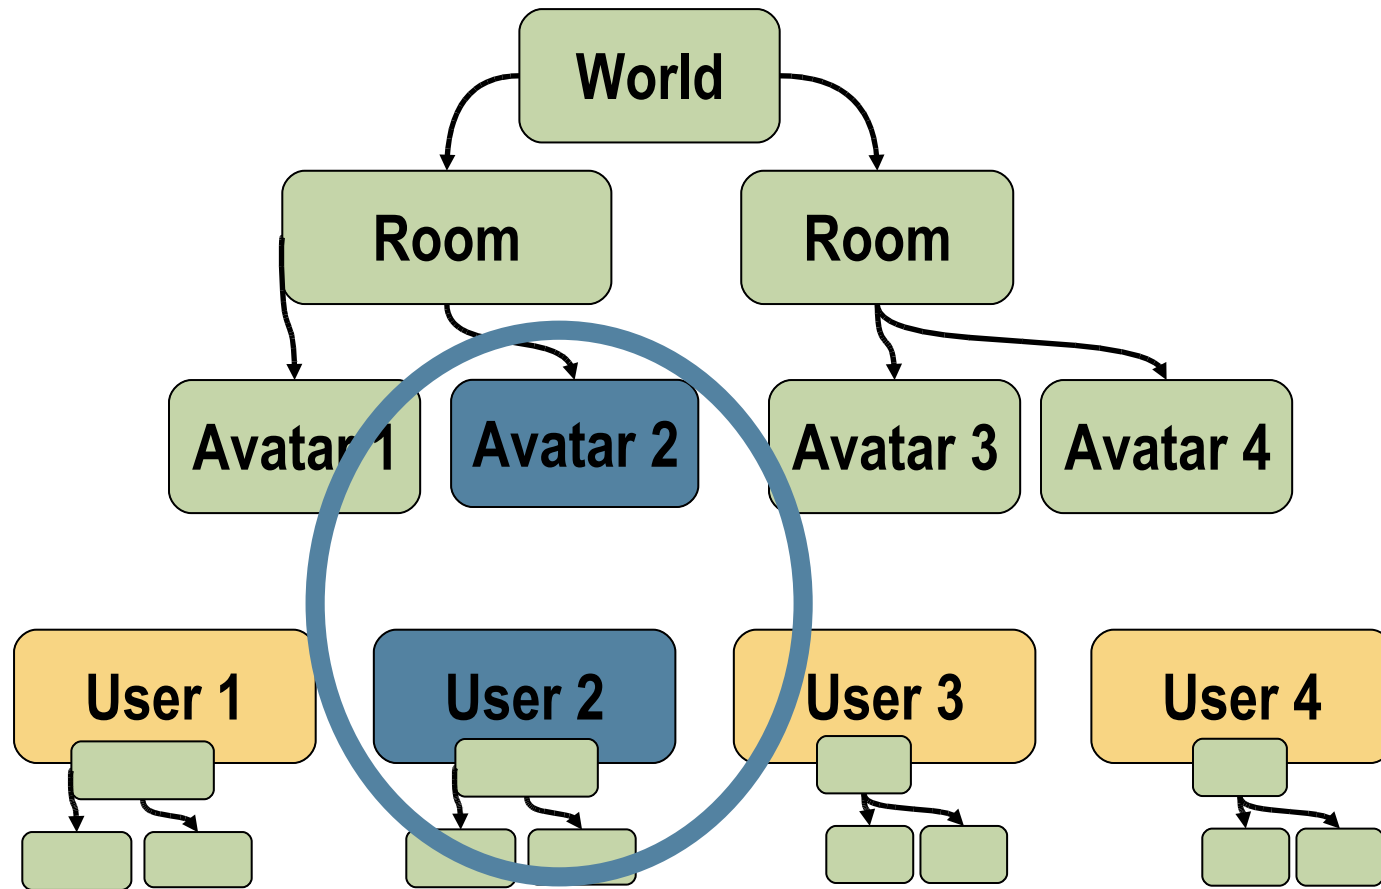 World
Room
Room
Avatar 1
Avatar 2
Avatar 3
Avatar 4
User 1
User 2
User 3
User 4